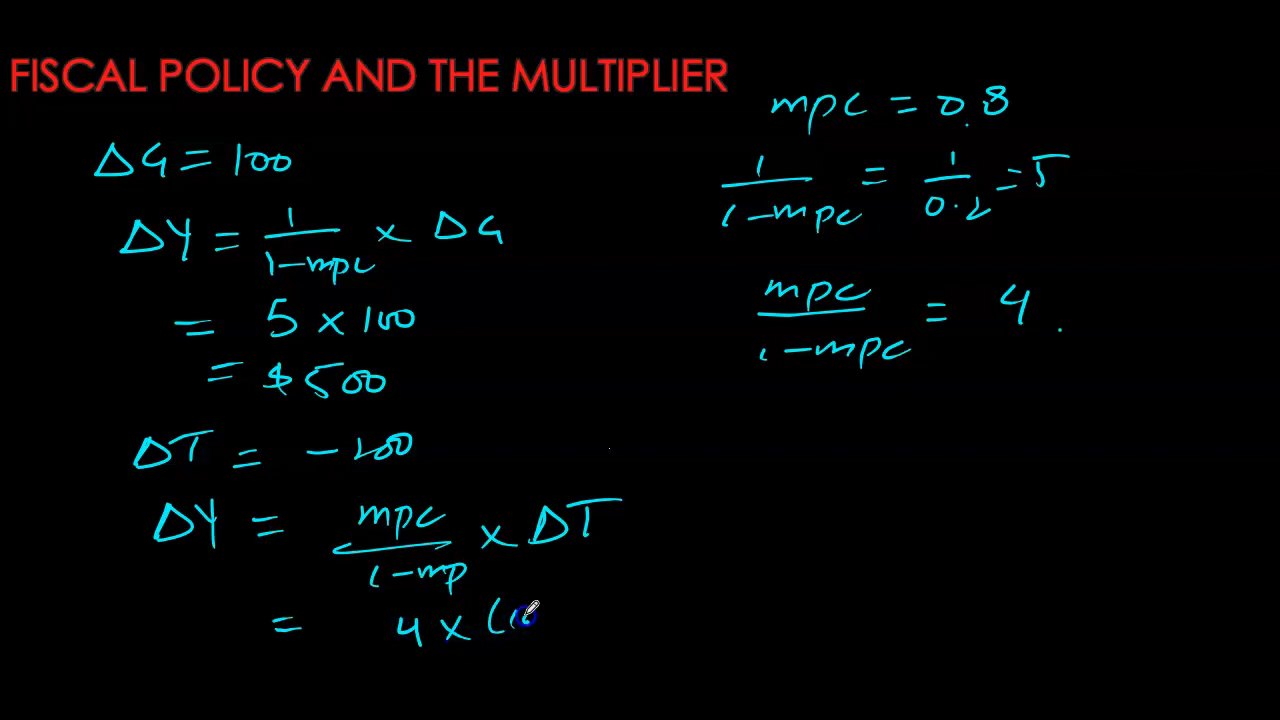 FISCAL POLICY AND THE MULTIPLIER
mpc = 0.8
ΔG = 100
1/(1-mpc) = 1/0.2 = 5
ΔY = 1/(1-mpc) × ΔG
= 5 × 100
mpc/(1-mpc) = 4.
= $500
ΔT = -100
ΔY = mpc/(1-mp × ΔT
= 4 × (10